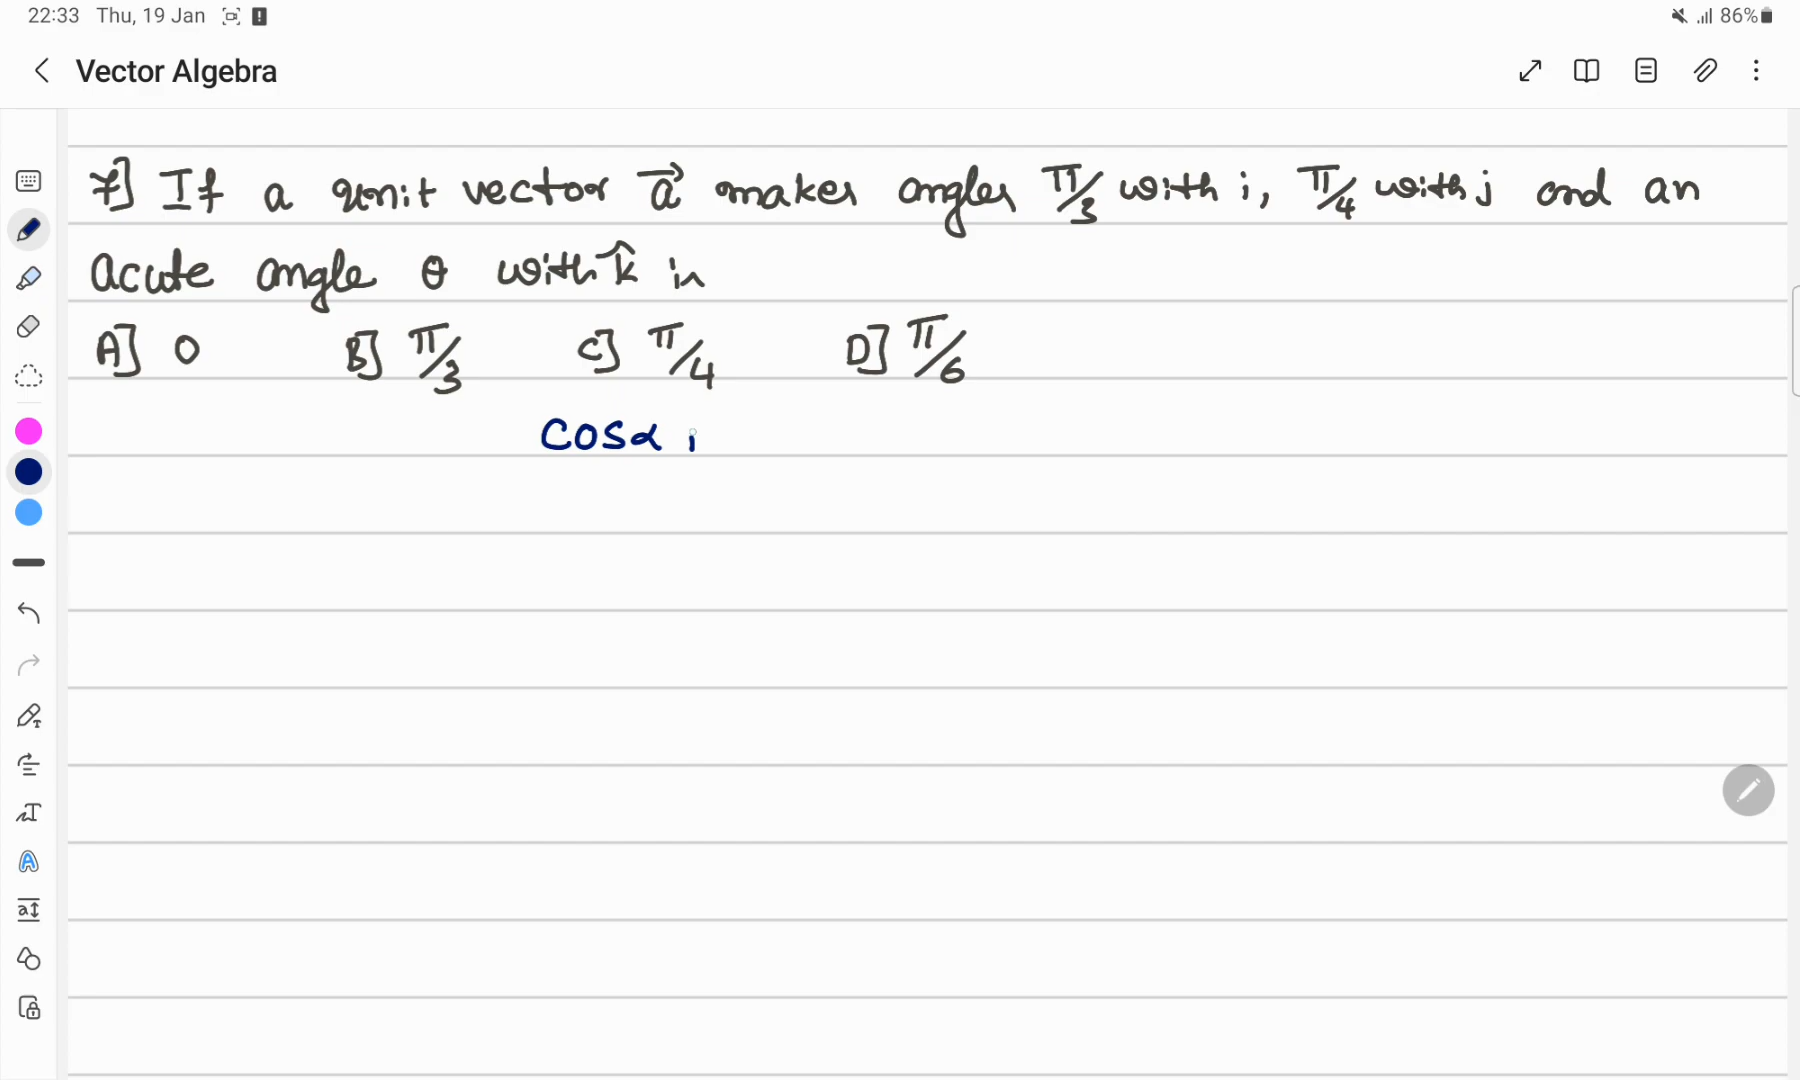 22:33 Thu, 19 Jan 86%
Vector Algebra
7] If a unit vector a⃗ makes angles π/3 with i, π/4 with j and an
acute angle θ with k̂ is
A] 0 B] π/3 C] π/4 D] π/6
cosα i